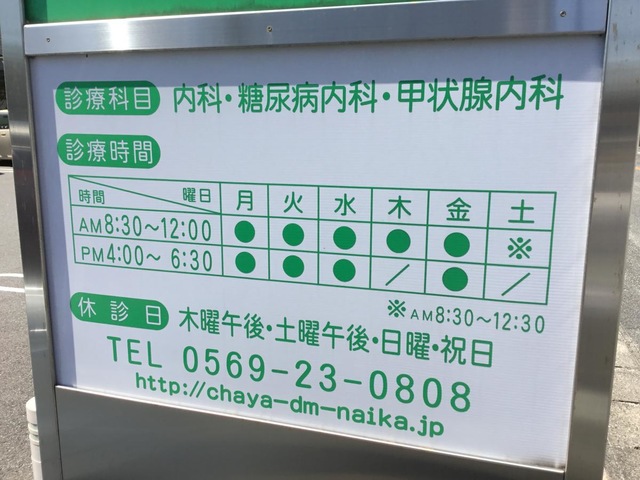 診療科目 内科・糖尿病内科・甲状腺内科
診療時間
時間 曜日 月 火 水 木 金 土
AM8:30～12:00 ● ● ● ● ● ※
PM4:00～ 6:30 ● ● ● ／ ● ／
※AM8:30～12:30
休診日 木曜午後・土曜午後・日曜・祝日
TEL 0569-23-0808
http://chaya-dm-naika.jp